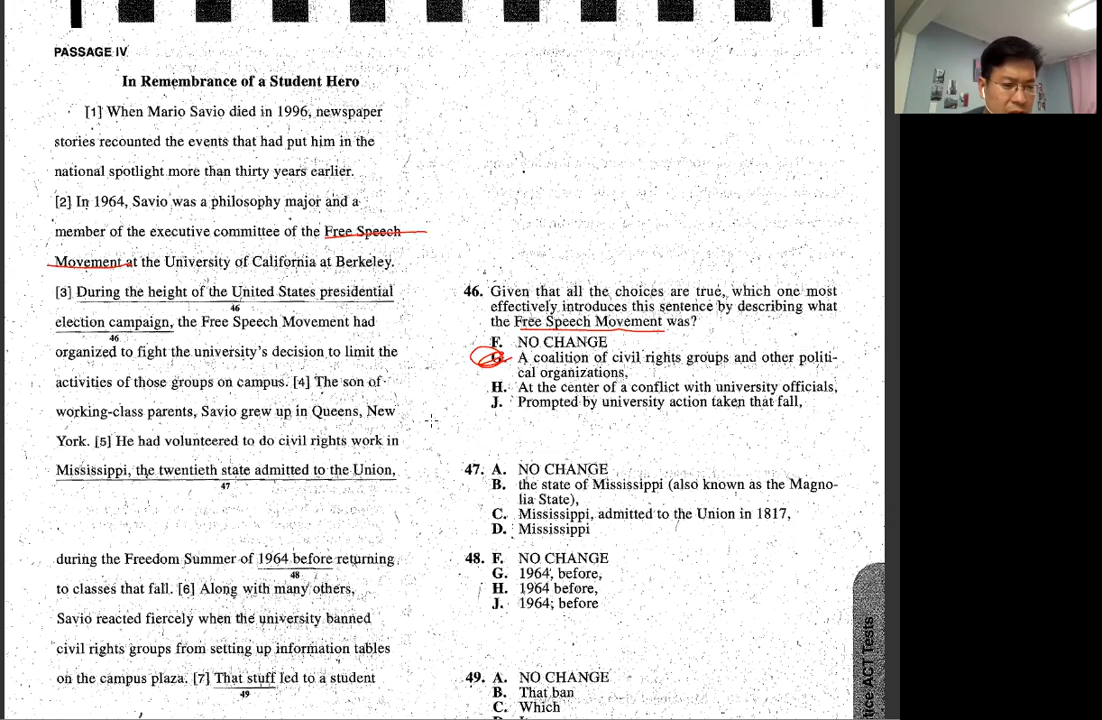 PASSAGE IV
In Remembrance of a Student Hero
[1] When Mario Savio died in 1996, newspaper
stories recounted the events that had put him in the
national spotlight more than thirty years earlier.
[2] In 1964, Savio was a philosophy major and a
member of the executive committee of the Free Speech
Movement at the University of California at Berkeley.
[3] During the height of the United States presidential
46
election campaign, the Free Speech Movement had
46
organized to fight the university's decision to limit the
activities of those groups on campus. [4] The son of
working-class parents, Savio grew up in Queens, New
York. [5] He had volunteered to do civil rights work in
Mississippi, the twentieth state admitted to the Union,
47
during the Freedom Summer of 1964 before returning
48
to classes that fall. [6] Along with many others,
Savio reacted fiercely when the university banned
civil rights groups from setting up information tables
on the campus plaza. [7] That stuff led to a student
49
46. Given that all the choices are true, which one most
effectively introduces this sentence by describing what
the Free Speech Movement was?
F. NO CHANGE
G. A coalition of civil rights groups and other politi-
cal organizations,
H. At the center of a conflict with university officials,
J. Prompted by university action taken that fall,
47. A. NO CHANGE
B. the state of Mississippi (also known as the Magno-
lia State),
C. Mississippi, admitted to the Union in 1817,
D. Mississippi
48. F. NO CHANGE
G. 1964, before,
H. 1964 before,
J. 1964; before
49. A. NO CHANGE
B. That ban
C. Which
ice ACT Tests